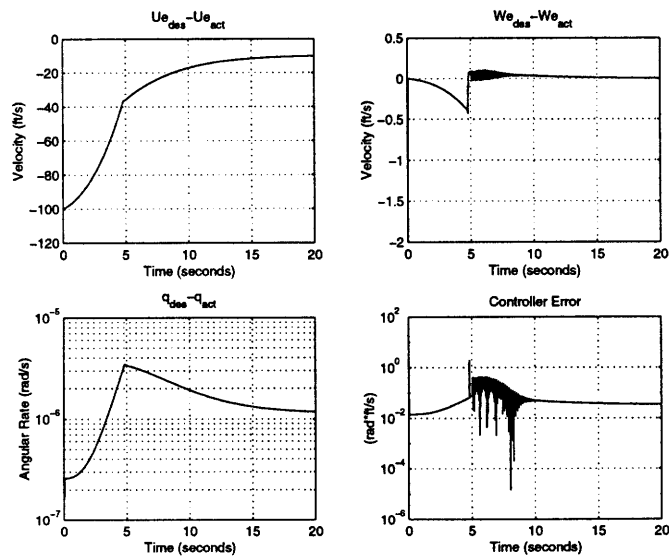 Ue_des−Ue_act
0
−20
−40
−60
−80
−100
−120
Velocity (ft/s)
0 5 10 15 20
Time (seconds)
We_des−We_act
0.5
0
−0.5
−1
−1.5
−2
Velocity (ft/s)
0 5 10 15 20
Time (seconds)
q_des−q_act
10^−5
10^−6
10^−7
Angular Rate (rad/s)
0 5 10 15 20
Time (seconds)
Controller Error
10^2
10^0
10^−2
10^−4
10^−6
(rad*ft/s)
0 5 10 15 20
Time (seconds)